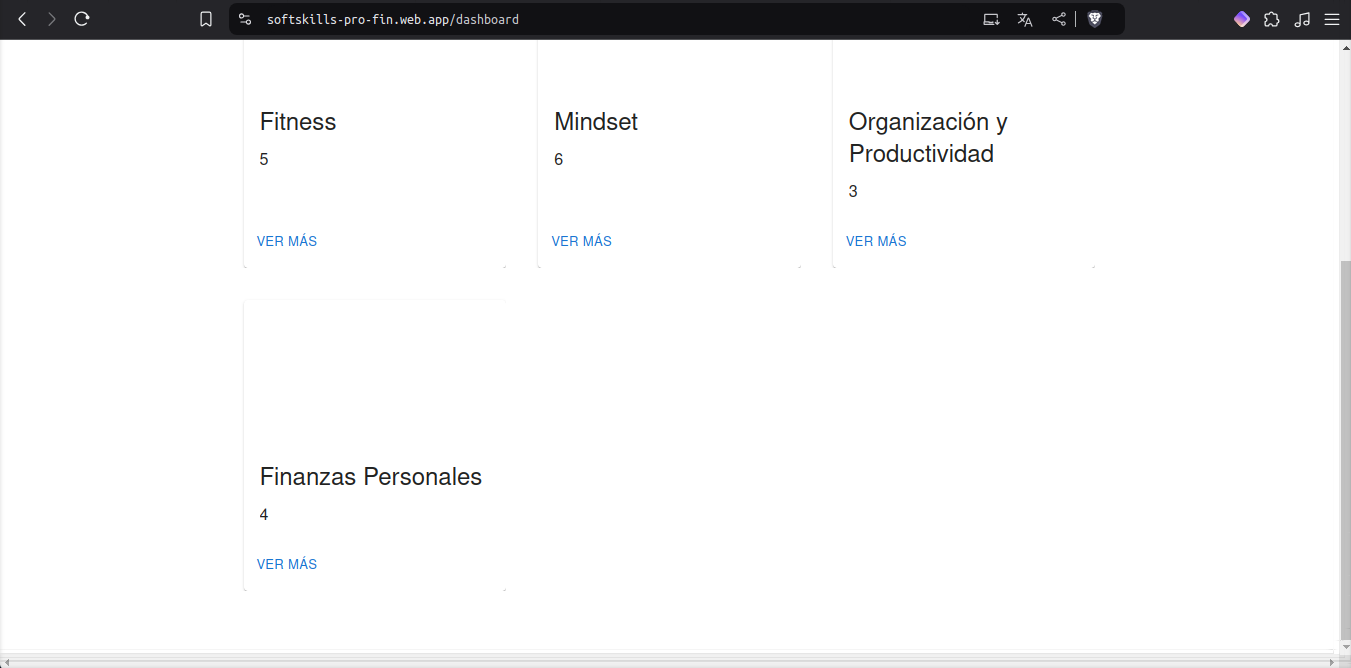 softskills-pro-fin.web.app/dashboard
Fitness
5
VER MÁS
Mindset
6
VER MÁS
Organización y
Productividad
3
VER MÁS
Finanzas Personales
4
VER MÁS